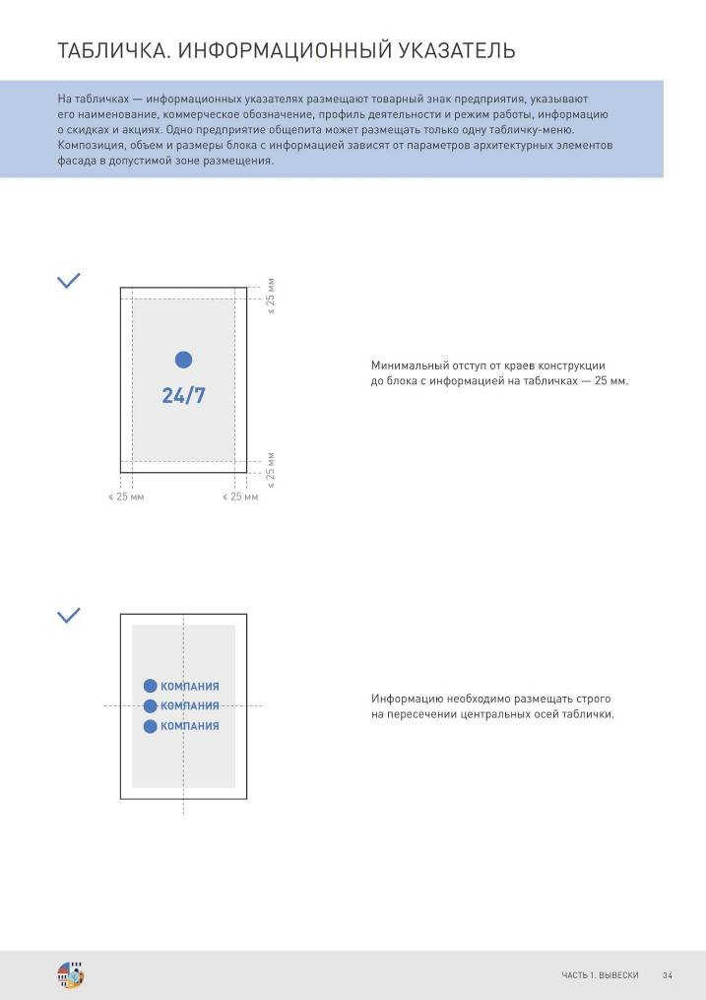 ТАБЛИЧКА. ИНФОРМАЦИОННЫЙ УКАЗАТЕЛЬ
На табличках — информационных указателях размещают товарный знак предприятия, указывают
его наименование, коммерческое обозначение, профиль деятельности и режим работы, информацию
о скидках и акциях. Одно предприятие общепита может размещать только одну табличку-меню.
Композиция, объем и размеры блока с информацией зависят от параметров архитектурных элементов
фасада в допустимой зоне размещения.
⩽ 25 мм
24/7
Минимальный отступ от краев конструкции
до блока с информацией на табличках — 25 мм.
⩽ 25 мм
⩽ 25 мм
⩽ 25 мм
КОМПАНИЯ
КОМПАНИЯ
КОМПАНИЯ
Информацию необходимо размещать строго
на пересечении центральных осей таблички.
ЧАСТЬ 1. ВЫВЕСКИ 34